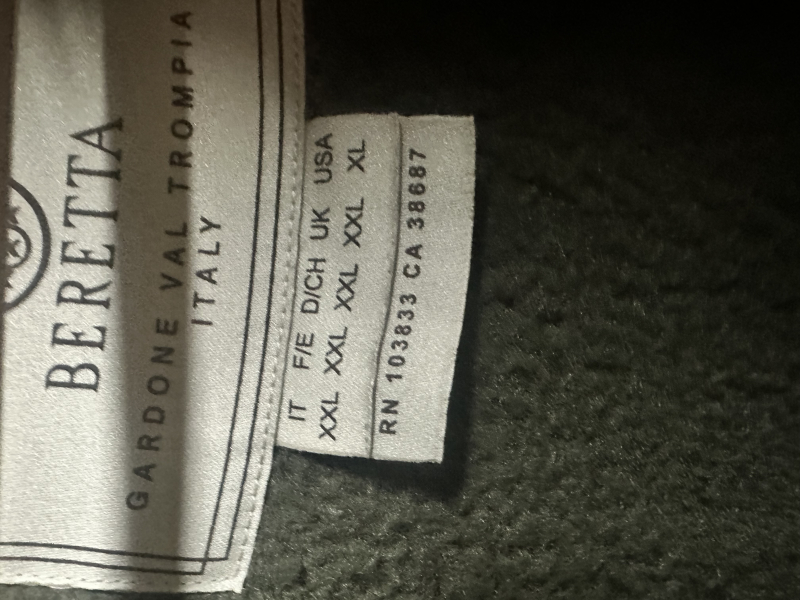 BERETTA
GARDONE VAL TROMPIA
ITALY
IT F/E D/CH UK USA
XXL XXL XXL XXL XL
RN 103833 CA 38687